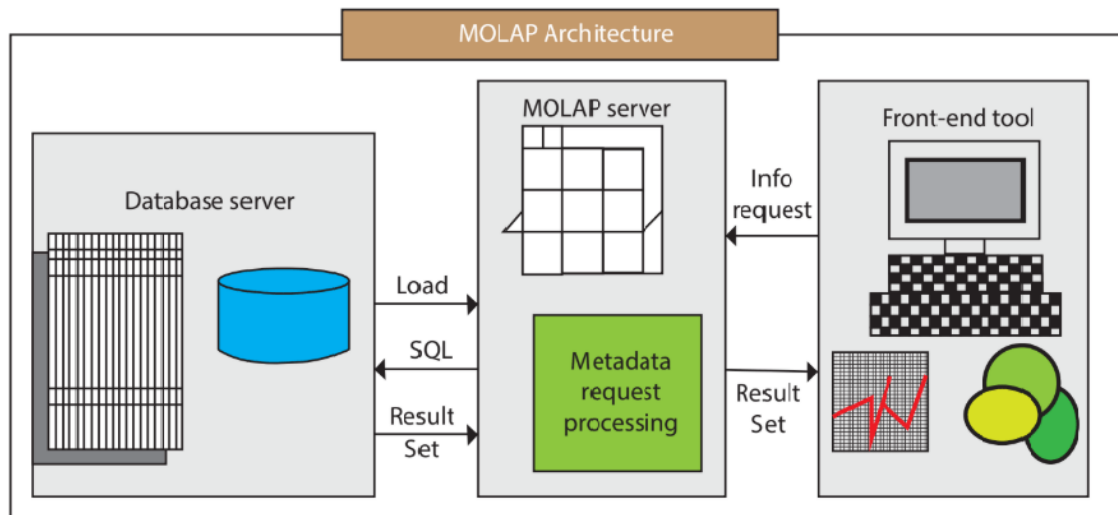 MOLAP Architecture
Database server
Load
SQL
Result
Set
MOLAP server
Metadata
request
processing
Info
request
Result
Set
Front-end tool